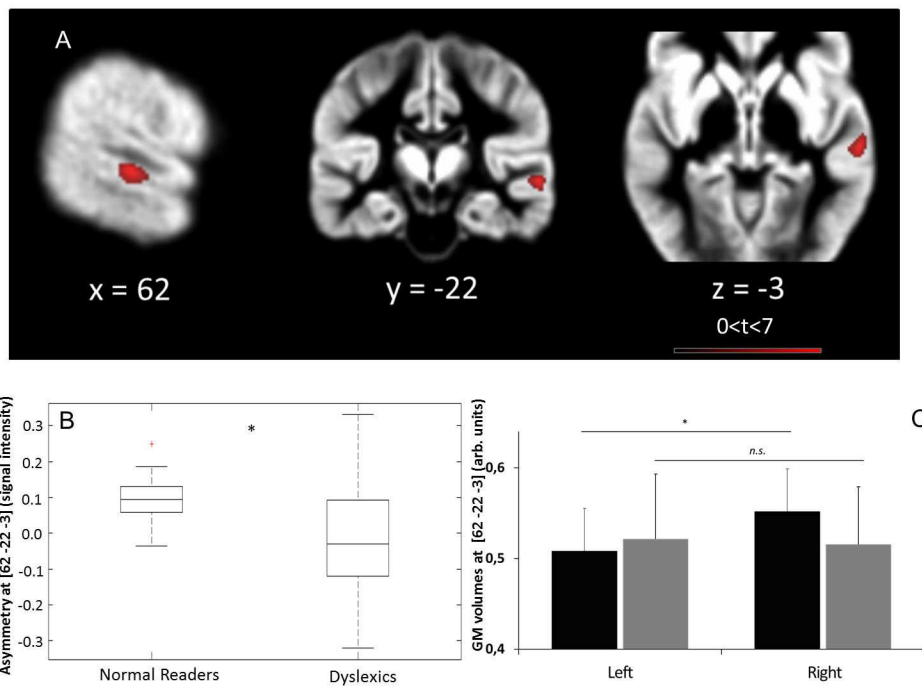 A
x = 62
y = -22
z = -3
0<t<7
B
Asymmetry at [62 -22 -3] (signal intensity)
0.3
0.2
0.1
0.0
-0.1
-0.2
-0.3
*
Normal Readers
Dyslexics
C
GM volumes at [62 -22 -3] (arb. units)
0,6
0,5
0,4
*
n.s.
Left
Right